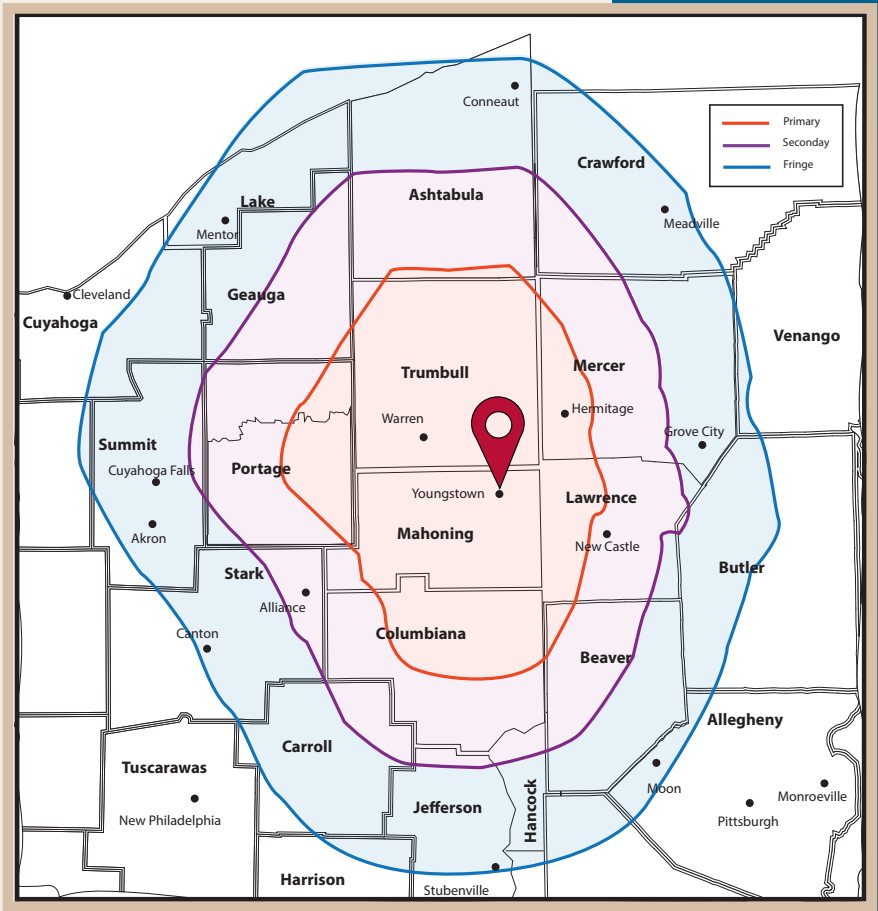 Conneaut
Primary
Seconday
Fringe
Crawford
Ashtabula
Lake
Meadville
Mentor
Geauga
Cleveland
Cuyahoga
Venango
Mercer
Trumbull
Hermitage
Warren
Grove City
Summit
Cuyahoga Falls
Portage
Youngstown
Lawrence
Akron
Mahoning
New Castle
Butler
Stark
Alliance
Canton
Columbiana
Beaver
Allegheny
Carroll
Tuscarawas
Moon
Monroeville
New Philadelphia
Jefferson
Hancock
Pittsburgh
Harrison
Stubenville